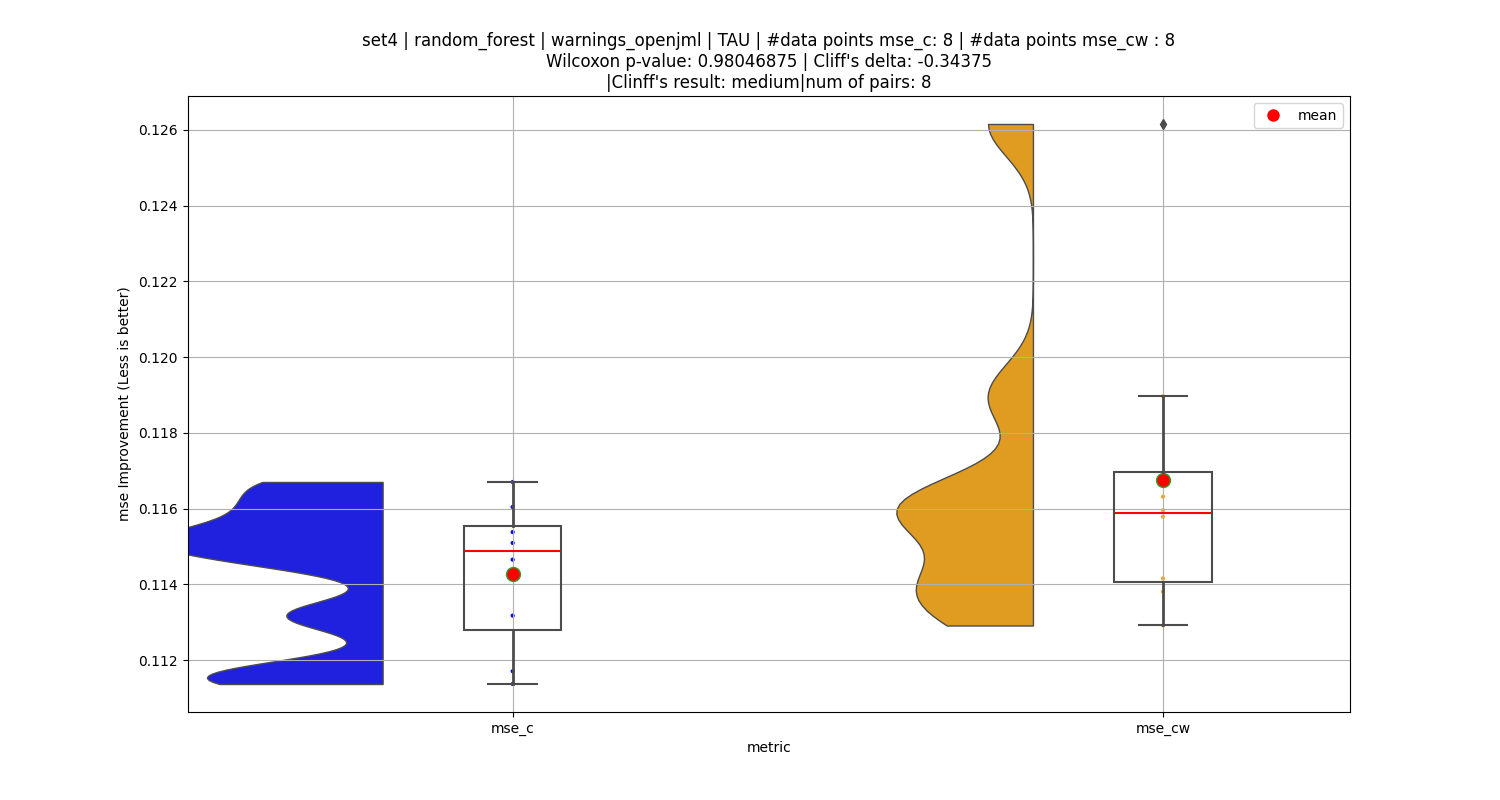 set4 | random_forest | warnings_openjml | TAU | #data points mse_c: 8 | #data points mse_cw : 8
Wilcoxon p-value: 0.98046875 | Cliff's delta: -0.34375
|Clinff's result: medium|num of pairs: 8
mean
0.126
0.124
0.122
0.120
0.118
0.116
0.114
0.112
mse Improvement (Less is better)
mse_c
mse_cw
metric